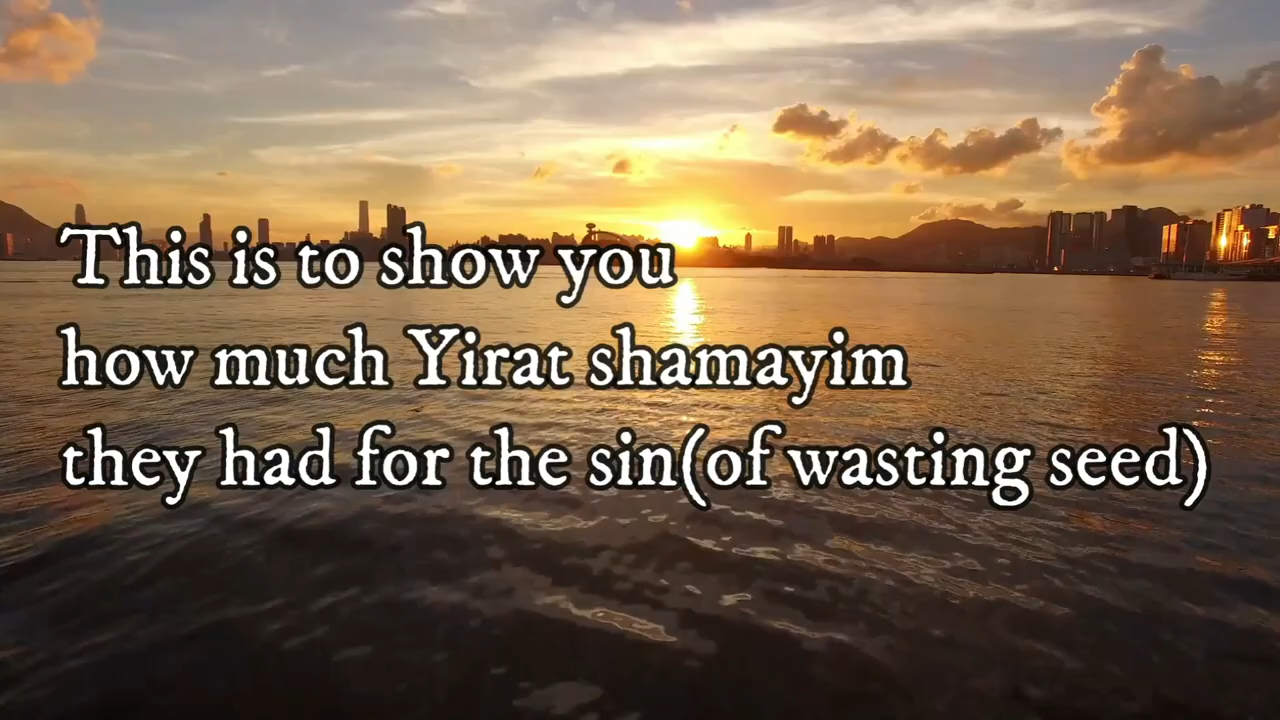 This is to show you
how much Yirat shamayim
they had for the sin(of wasting seed)